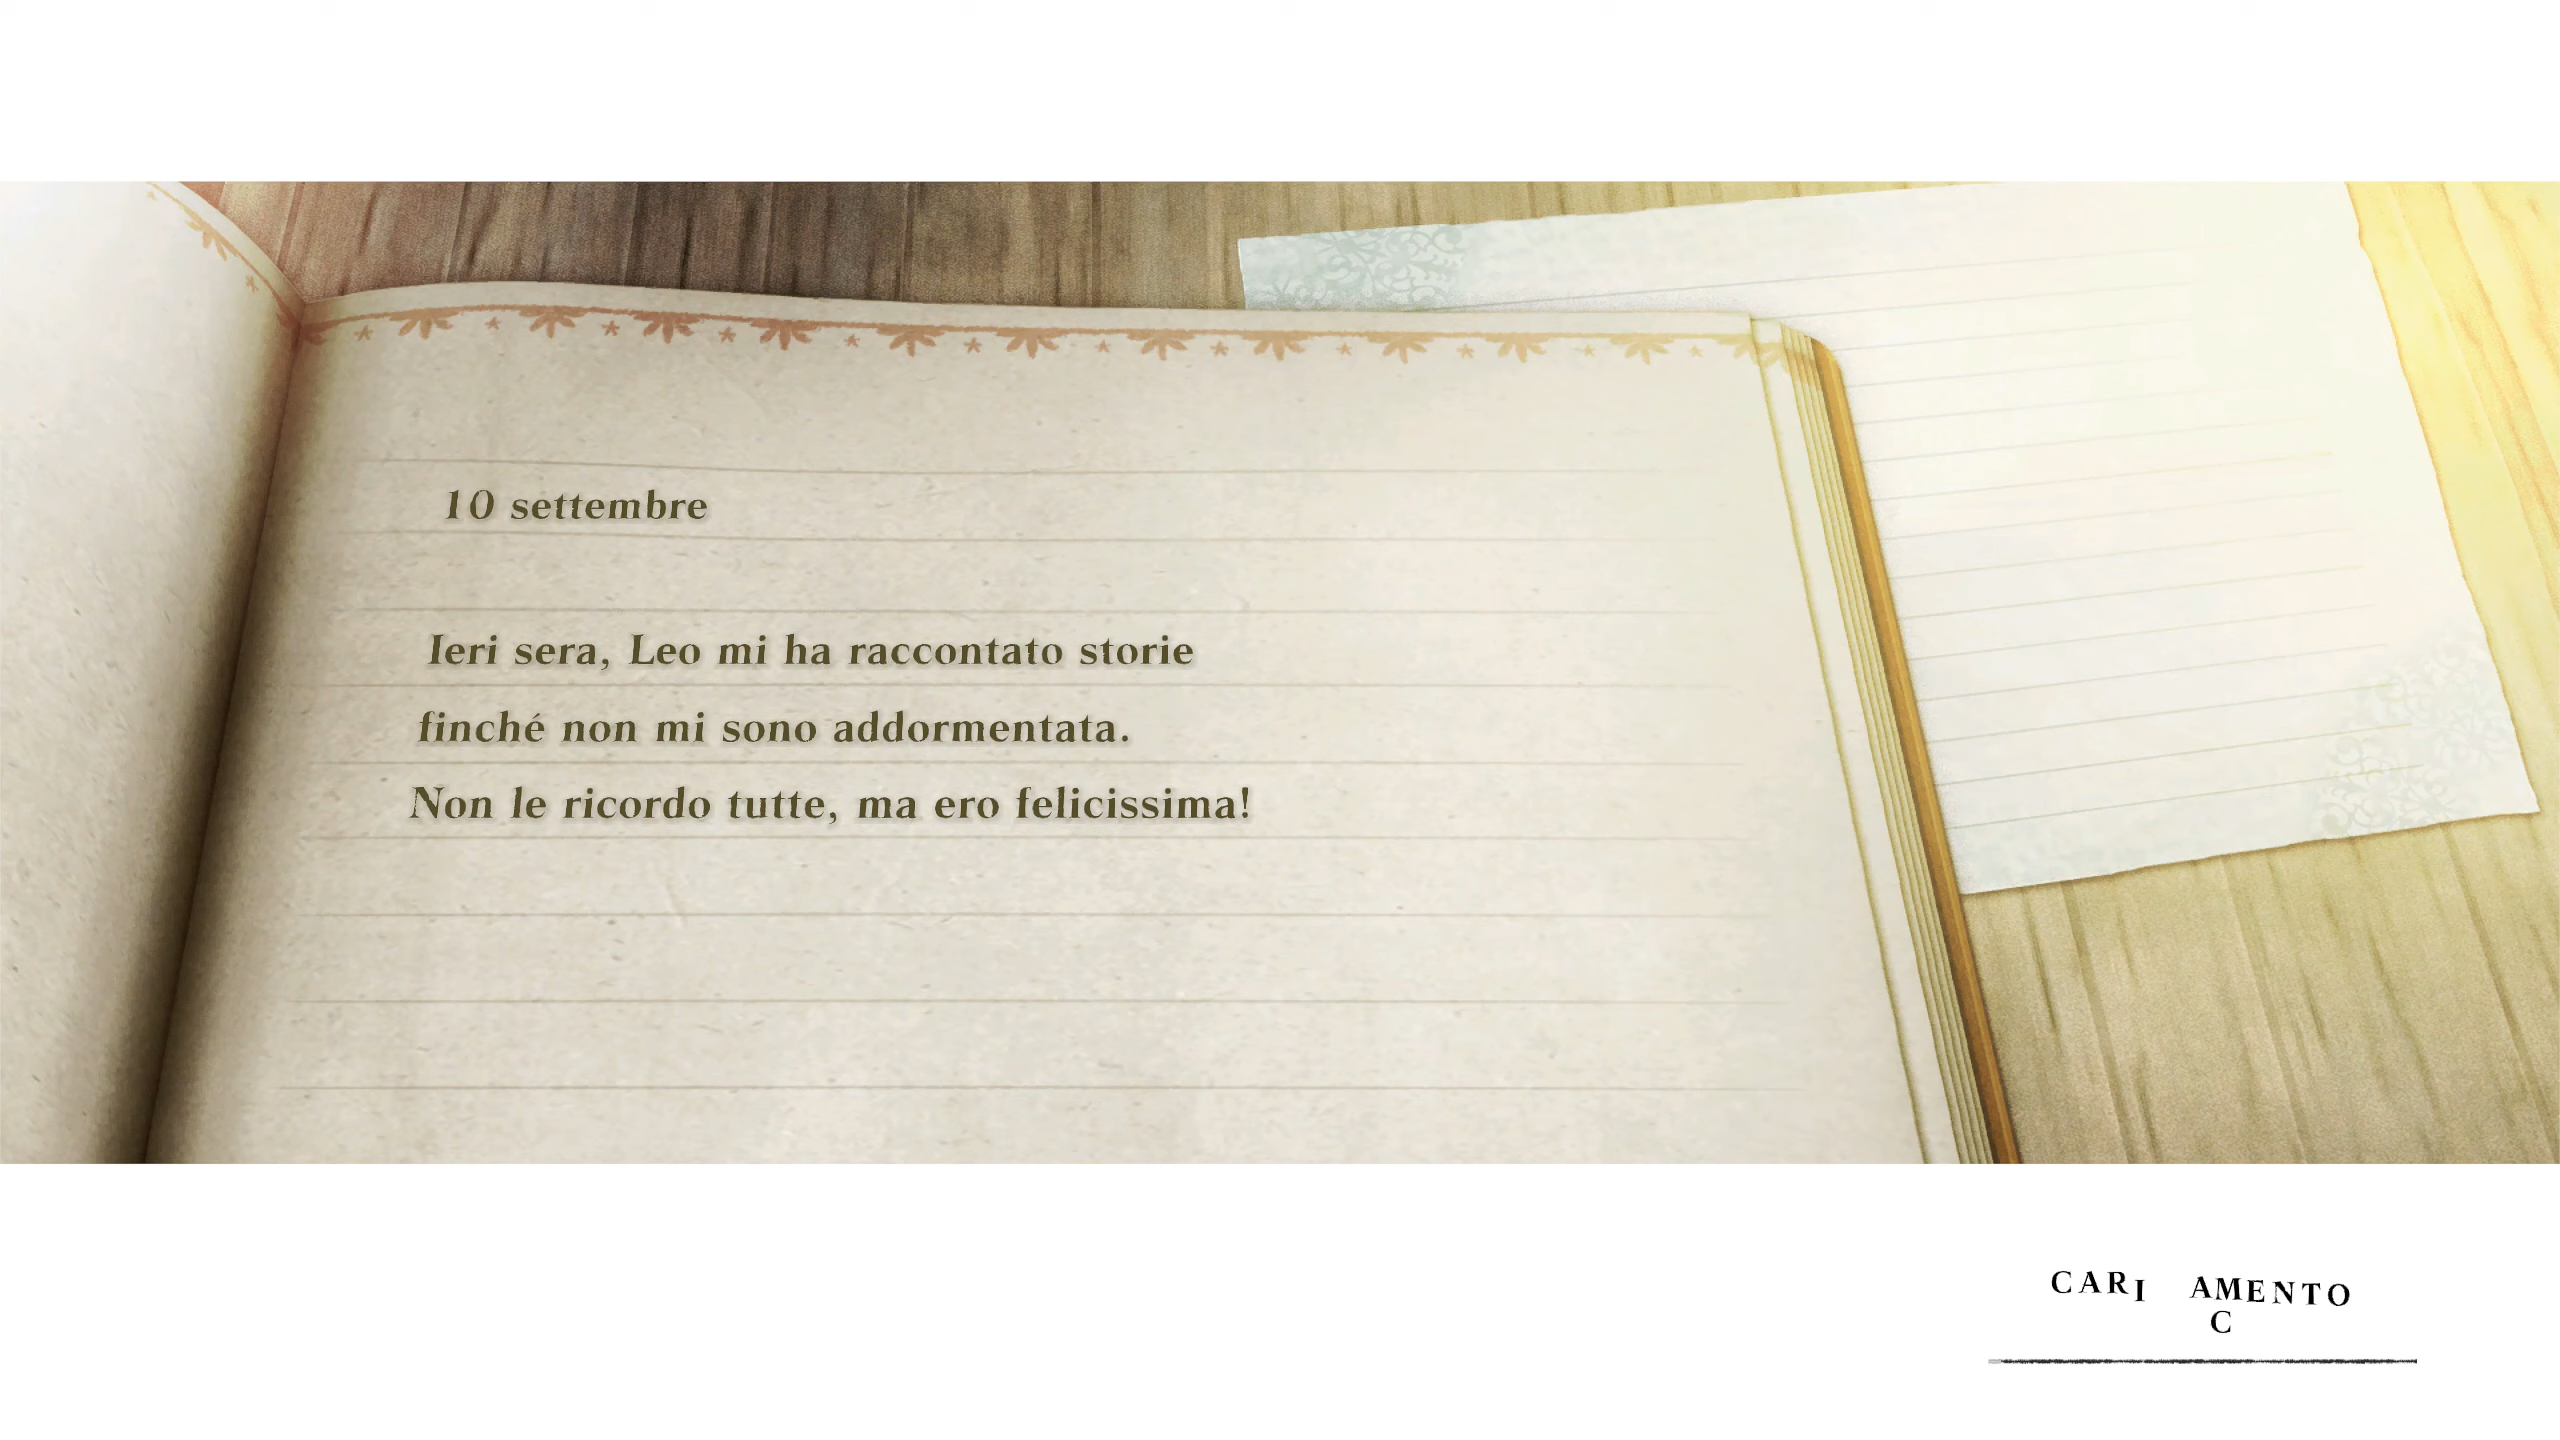 10 settembre
Ieri sera, Leo mi ha raccontato storie
finché non mi sono addormentata.
Non le ricordo tutte, ma ero felicissima!
CARICAMENTO